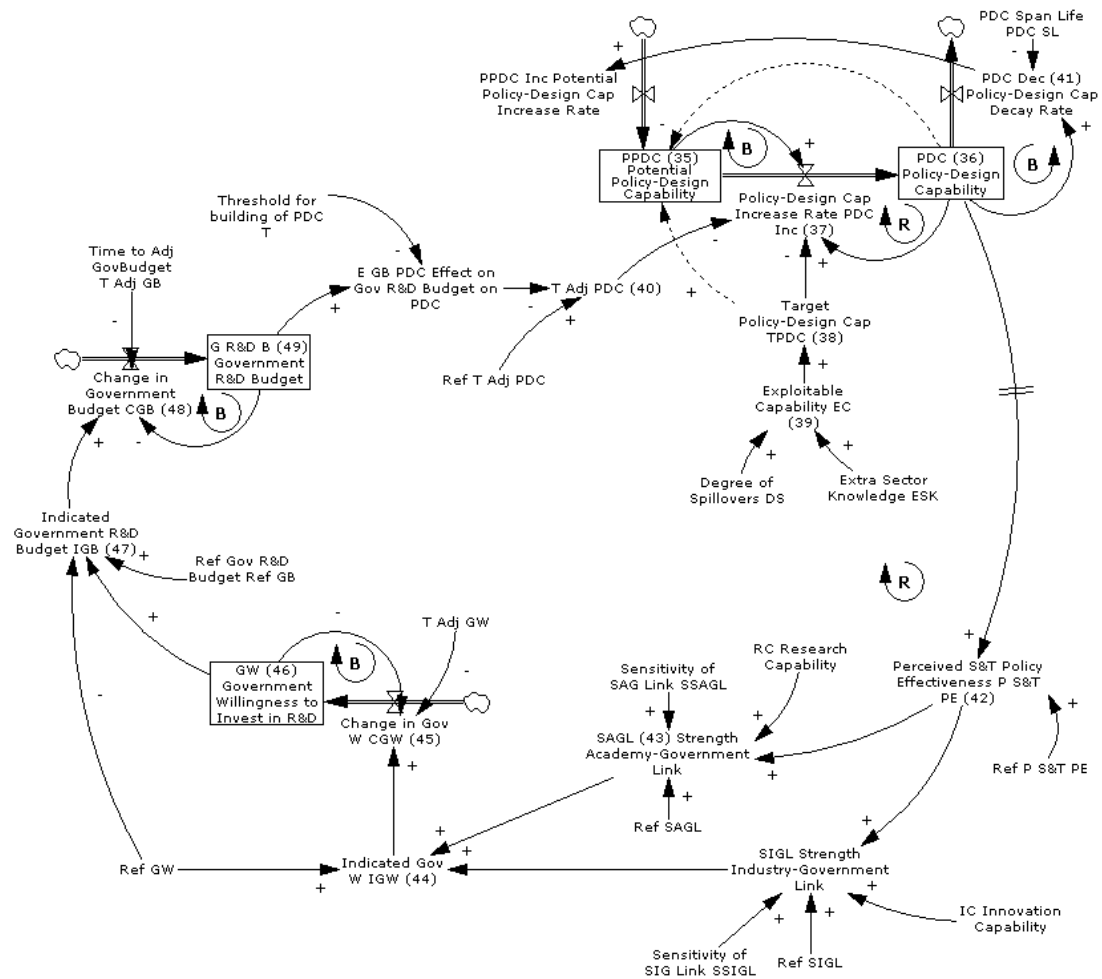 PDC Span Life
PDC SL
-
+
PPDC Inc Potential
Policy-Design Cap
Increase Rate
PDC Dec (41)
Policy-Design Cap
Decay Rate
-
+
+
B
PPDC (35)
Potential
Policy-Design
Capability
PDC (36)
Policy-Design
Capability
B
Policy-Design Cap
Increase Rate PDC
Inc (37)
R
-
-
+
+
Threshold for
building of PDC
T
-
E GB PDC Effect on
Gov R&D Budget on
PDC
+
-
T Adj PDC (40)
+
Ref T Adj PDC
Target
Policy-Design Cap
TPDC (38)
+
Exploitable
Capability EC
(39)
+
+
Degree of
Spillovers DS
Extra Sector
Knowledge ESK
Time to Adj
GovBudget
T Adj GB
-
G R&D B (49)
Government
R&D Budget
Change in
Government
Budget CGB (48)
B
+
-
Indicated
Government R&D
Budget IGB (47)
+
Ref Gov R&D
Budget Ref GB
+
-
R
-
T Adj GW
-
GW (46)
Government
Willingness to
Invest in R&D
B
Change in Gov
W CGW (45)
+
Sensitivity of
SAG Link SSAGL
+
RC Research
Capability
+
SAGL (43) Strength
Academy-Government
Link
+
+
Ref SAGL
+
Perceived S&T Policy
Effectiveness P S&T
PE (42)
+
Ref P S&T PE
+
Ref GW
+
Indicated Gov
W IGW (44)
+
+
SIGL Strength
Industry-Government
Link
+
+
+
Sensitivity of
SIG Link SSIGL
Ref SIGL
IC Innovation
Capability